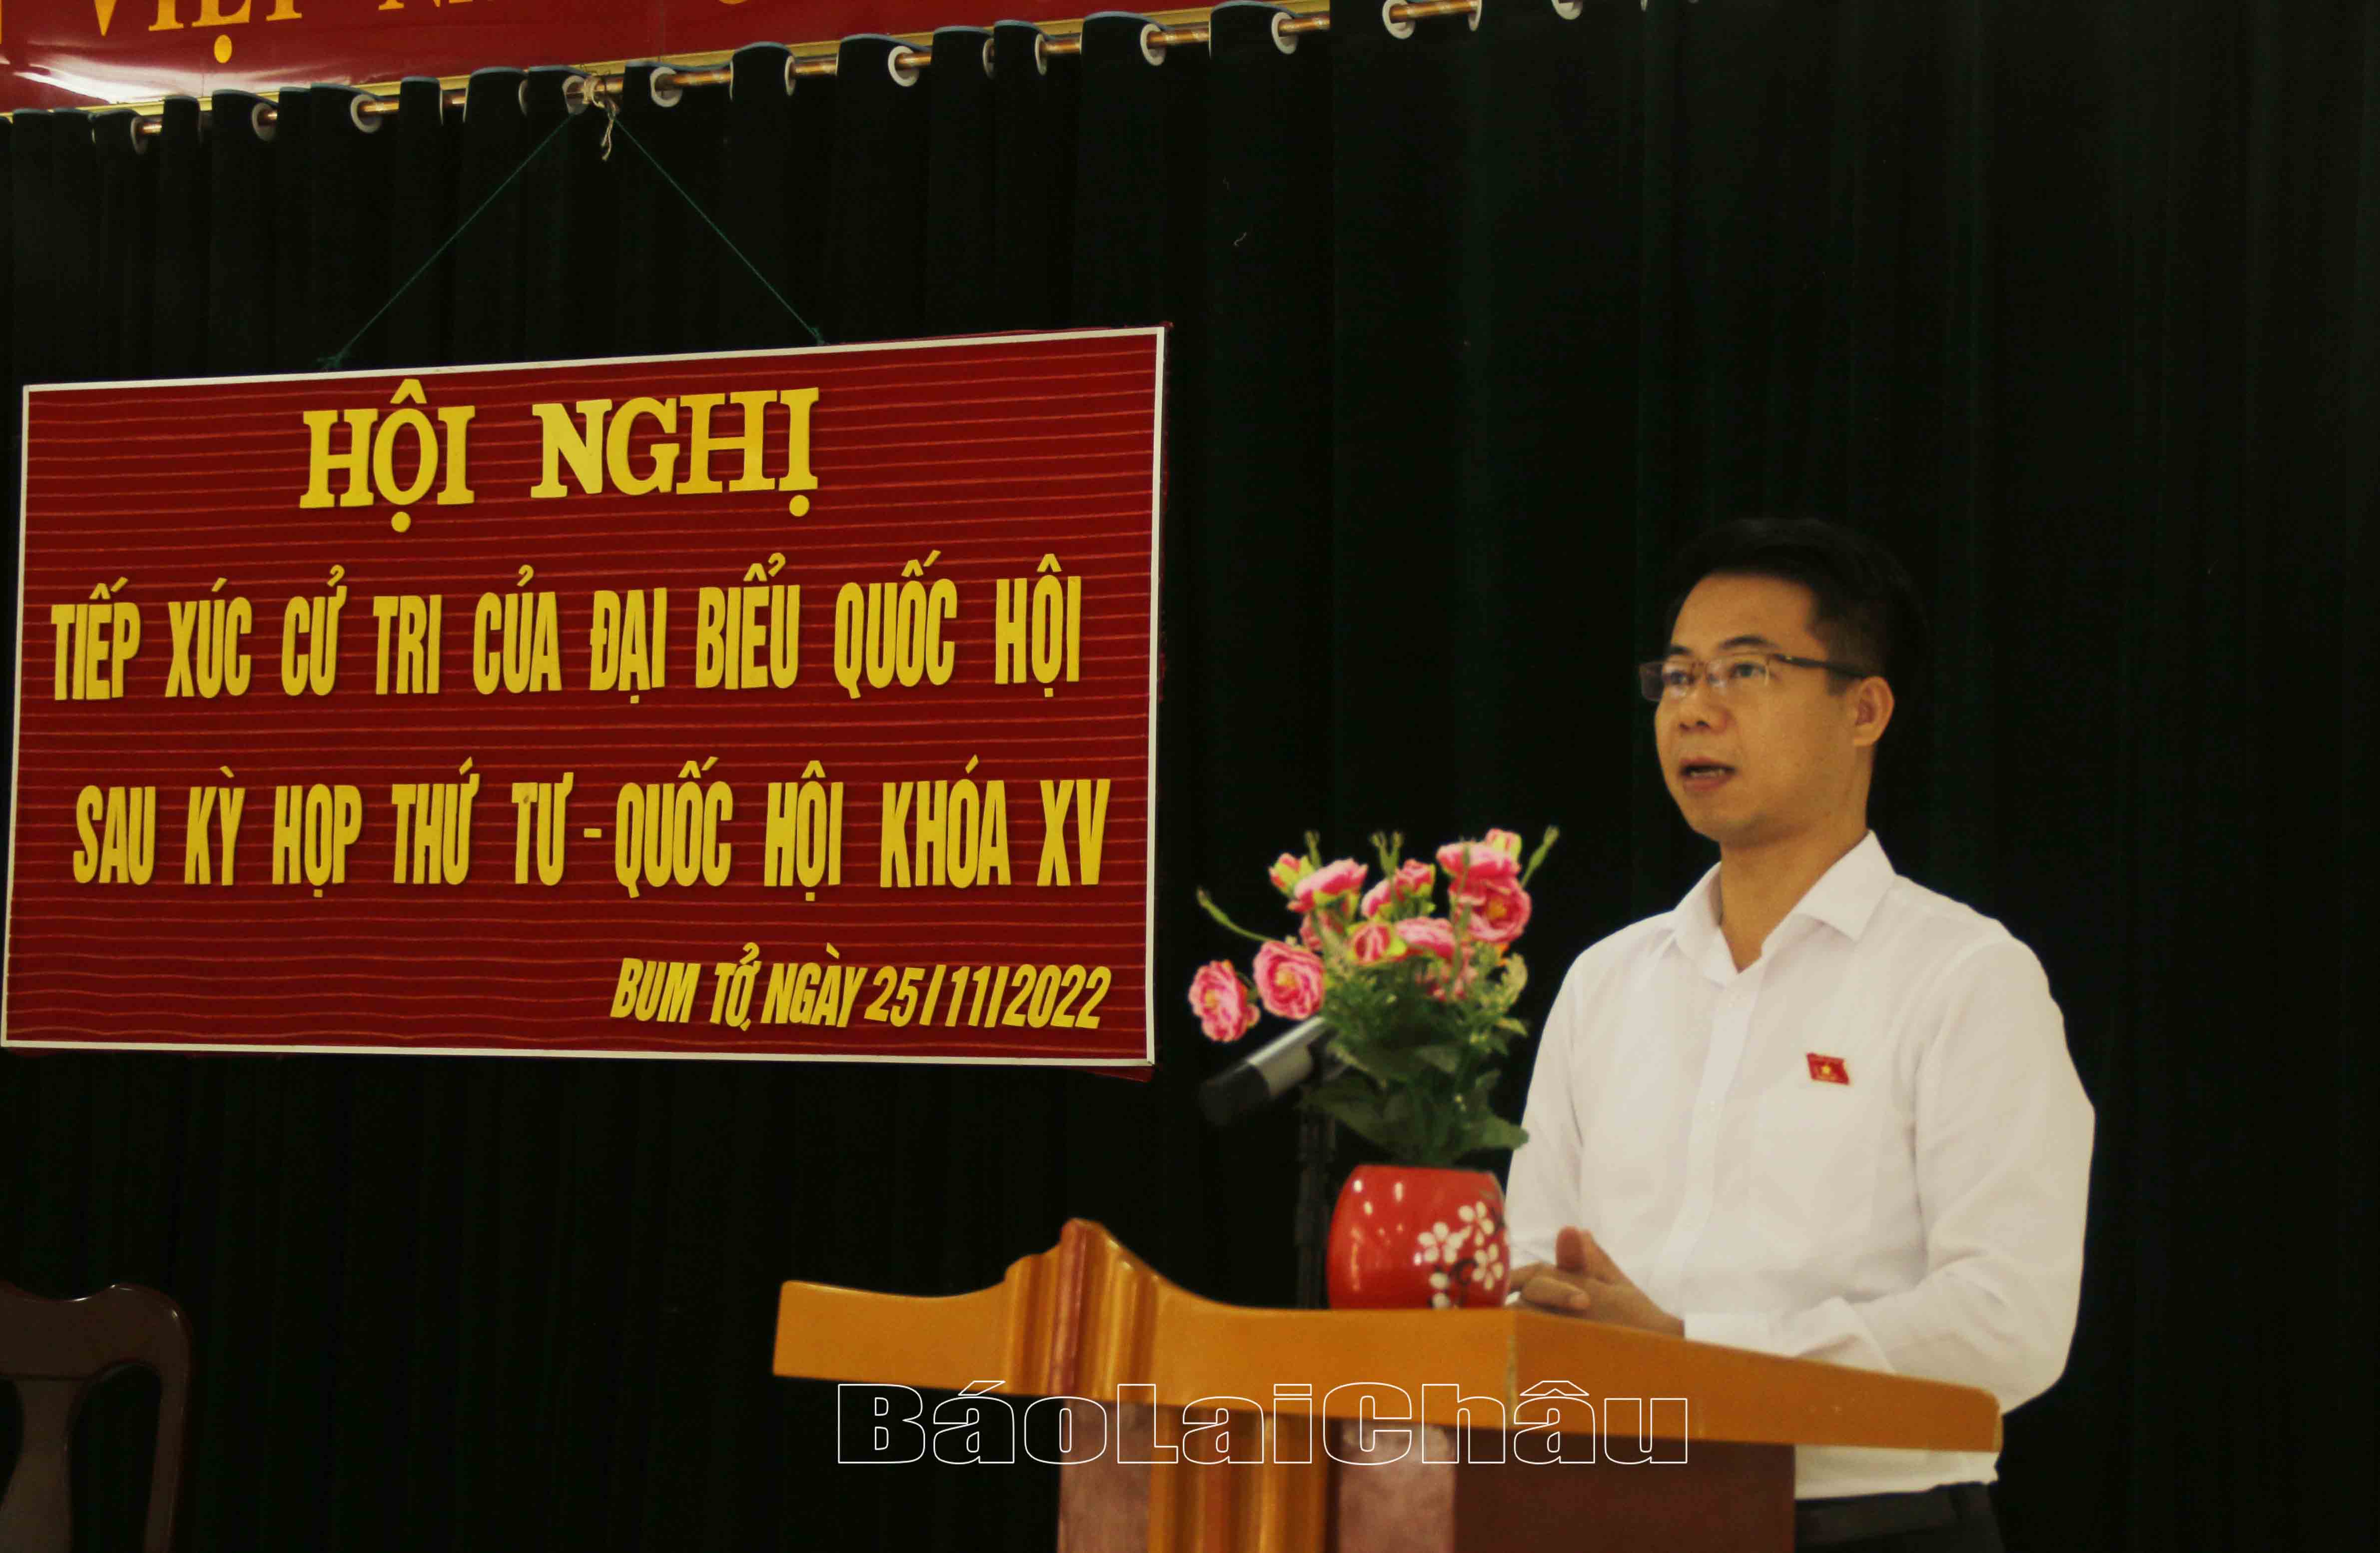 VIỆT
HỘI NGHỊ
TIẾP XÚC CỬ TRI CỦA ĐẠI BIỂU QUỐC HỘI
SAU KỲ HỌP THỨ TƯ - QUỐC HỘI KHÓA XV
BUM TỞ, NGÀY 25/11/2022
BáoLaiChâu